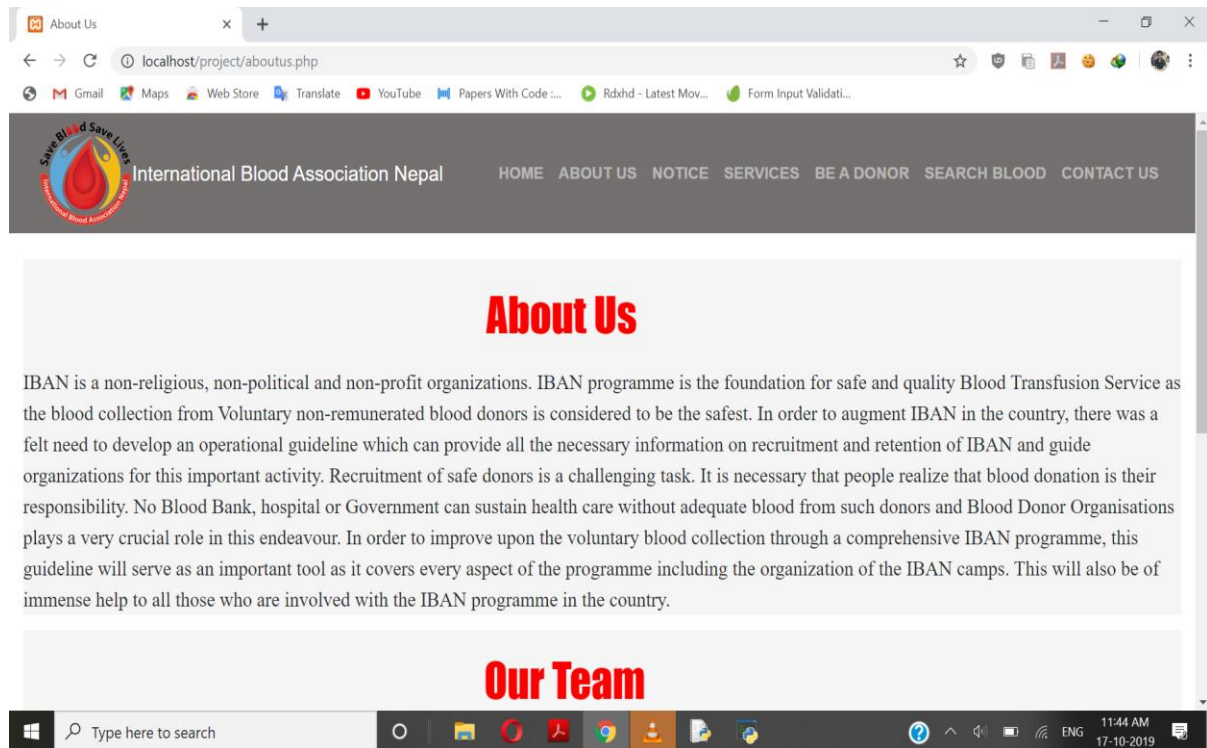 About Us
localhost/project/aboutus.php
Gmail Maps Web Store Translate YouTube Papers With Code :... Rdxhd - Latest Mov... Form Input Validati...
Save Blood Save Lives
International Blood Association Nepal
International Blood Association Nepal
HOME ABOUT US NOTICE SERVICES BE A DONOR SEARCH BLOOD CONTACT US
About Us
IBAN is a non-religious, non-political and non-profit organizations. IBAN programme is the foundation for safe and quality Blood Transfusion Service as
the blood collection from Voluntary non-remunerated blood donors is considered to be the safest. In order to augment IBAN in the country, there was a
felt need to develop an operational guideline which can provide all the necessary information on recruitment and retention of IBAN and guide
organizations for this important activity. Recruitment of safe donors is a challenging task. It is necessary that people realize that blood donation is their
responsibility. No Blood Bank, hospital or Government can sustain health care without adequate blood from such donors and Blood Donor Organisations
plays a very crucial role in this endeavour. In order to improve upon the voluntary blood collection through a comprehensive IBAN programme, this
guideline will serve as an important tool as it covers every aspect of the programme including the organization of the IBAN camps. This will also be of
immense help to all those who are involved with the IBAN programme in the country.
Our Team
Type here to search
ENG
11:44 AM
17-10-2019